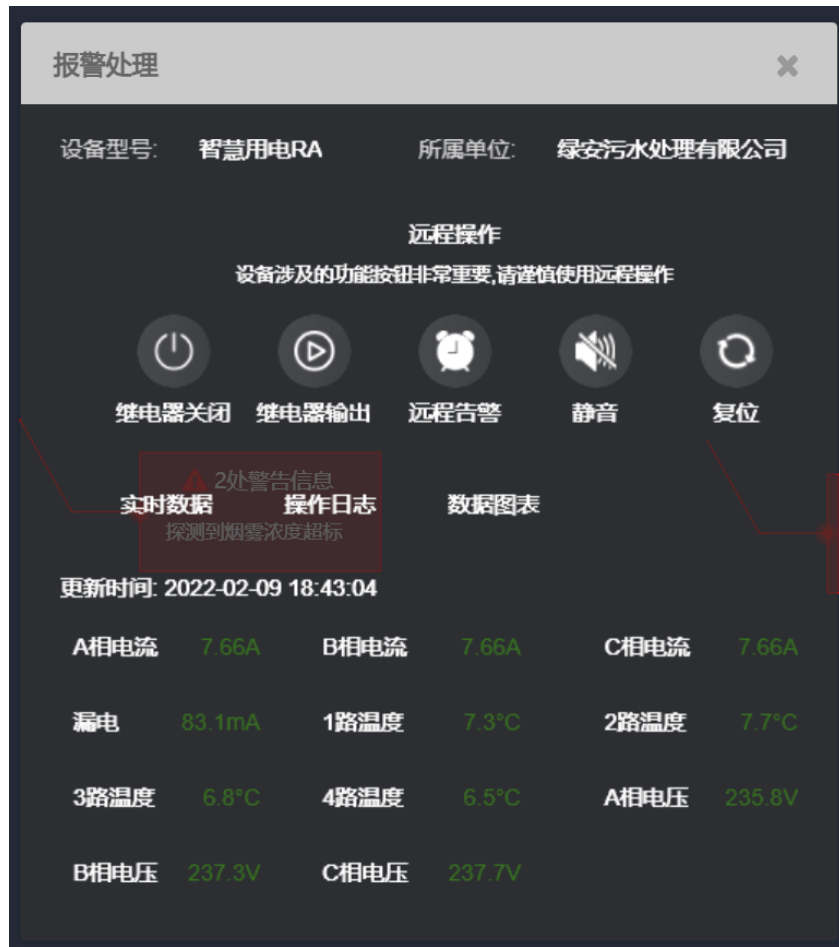 报警处理
设备型号: 智慧用电RA 所属单位: 绿安污水处理有限公司
远程操作
设备涉及的功能按钮非常重要,请谨慎使用远程操作
继电器关闭 继电器输出 远程告警 静音 复位
2处警告信息
实时数据 操作日志 数据图表
探测到烟雾浓度超标
更新时间: 2022-02-09 18:43:04
A相电流 7.66A B相电流 7.66A C相电流 7.66A
漏电 83.1mA 1路温度 7.3°C 2路温度 7.7°C
3路温度 6.8°C 4路温度 6.5°C A相电压 235.8V
B相电压 237.3V C相电压 237.7V